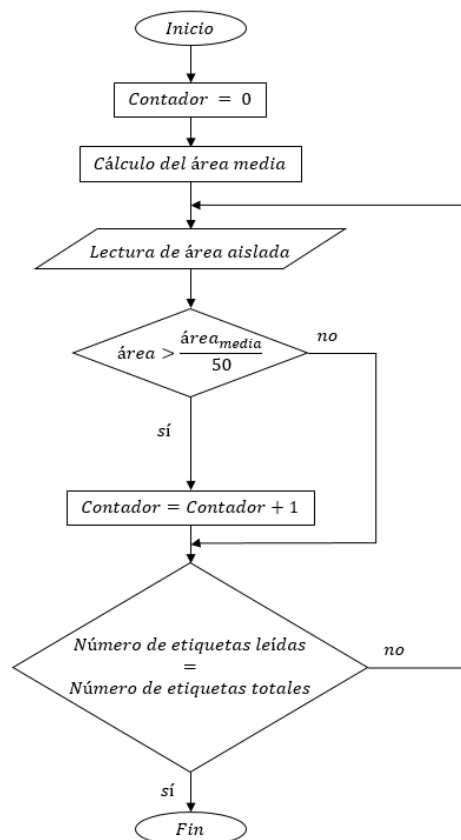 Inicio
Contador = 0
Cálculo del área media
Lectura de área aislada
área > área_media / 50
no
sí
Contador = Contador + 1
Número de etiquetas leídas
=
Número de etiquetas totales
no
sí
Fin